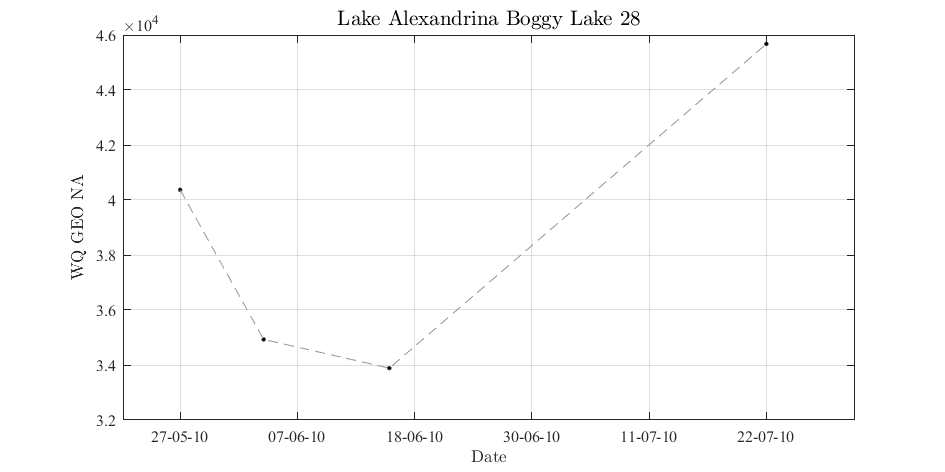 Lake Alexandrina Boggy Lake 28
×10⁴
4.6
4.4
4.2
4
3.8
3.6
3.4
3.2
WQ GEO NA
27-05-10 07-06-10 18-06-10 30-06-10 11-07-10 22-07-10
Date